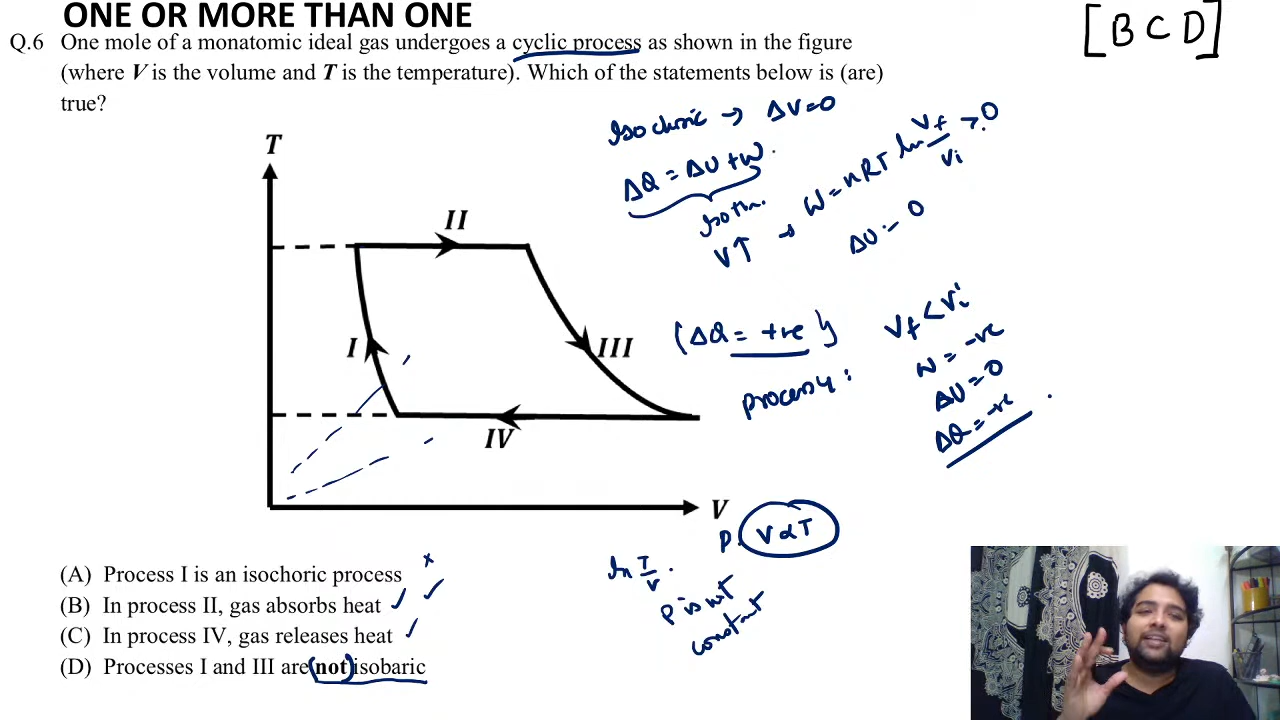 ONE OR MORE THAN ONE
[B C D]
Q.6 One mole of a monatomic ideal gas undergoes a cyclic process as shown in the figure
(where V is the volume and T is the temperature). Which of the statements below is (are)
true?
Isochoric → ΔV=0
ΔQ = ΔU + W.
Isoth.
V↑ → W = nRT ln Vf/Vi > 0
ΔU = 0
T
II
I
III
IV
V
(ΔQ = +ve)
process 4 :
Vf < Vi
W = -ve
ΔU = 0
ΔQ = -ve
P. V ∝ T
In T/V.
P is not
constant
(A) Process I is an isochoric process ×
(B) In process II, gas absorbs heat ✓ ✓
(C) In process IV, gas releases heat ✓
(D) Processes I and III are (not) isobaric